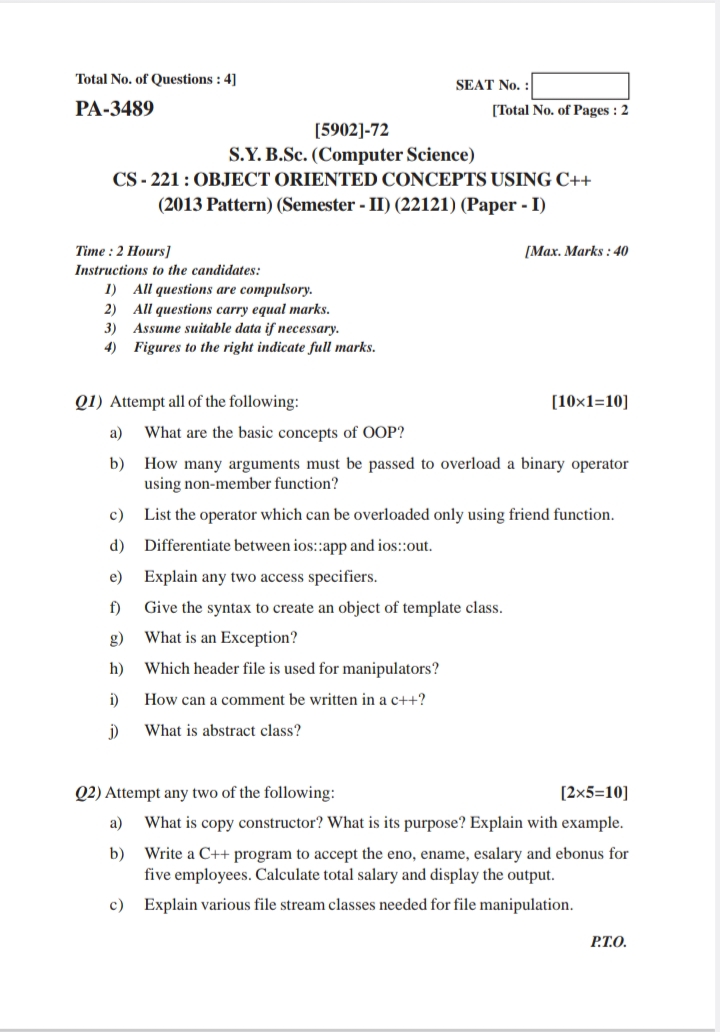 Total No. of Questions : 4]
SEAT No. :
PA-3489
[Total No. of Pages : 2
[5902]-72
S.Y. B.Sc. (Computer Science)
CS - 221 : OBJECT ORIENTED CONCEPTS USING C++
(2013 Pattern) (Semester - II) (22121) (Paper - I)
Time : 2 Hours]
[Max. Marks : 40
Instructions to the candidates:
1) All questions are compulsory.
2) All questions carry equal marks.
3) Assume suitable data if necessary.
4) Figures to the right indicate full marks.
Q1) Attempt all of the following: [10×1=10]
a) What are the basic concepts of OOP?
b) How many arguments must be passed to overload a binary operator
using non-member function?
c) List the operator which can be overloaded only using friend function.
d) Differentiate between ios::app and ios::out.
e) Explain any two access specifiers.
f) Give the syntax to create an object of template class.
g) What is an Exception?
h) Which header file is used for manipulators?
i) How can a comment be written in a c++?
j) What is abstract class?
Q2) Attempt any two of the following: [2×5=10]
a) What is copy constructor? What is its purpose? Explain with example.
b) Write a C++ program to accept the eno, ename, esalary and ebonus for
five employees. Calculate total salary and display the output.
c) Explain various file stream classes needed for file manipulation.
P.T.O.